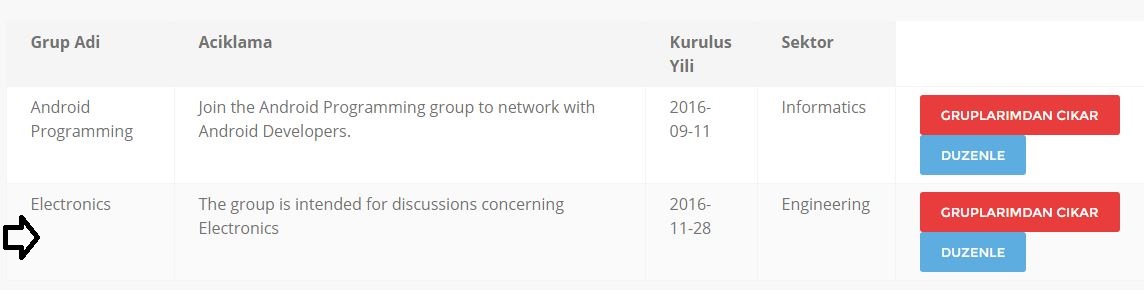 Grup Adi
Aciklama
Kurulus
Yili
Sektor
Android
Programming
Join the Android Programming group to network with
Android Developers.
2016-
09-11
Informatics
GRUPLARIMDAN CIKAR
DUZENLE
Electronics
The group is intended for discussions concerning
Electronics
2016-
11-28
Engineering
GRUPLARIMDAN CIKAR
DUZENLE